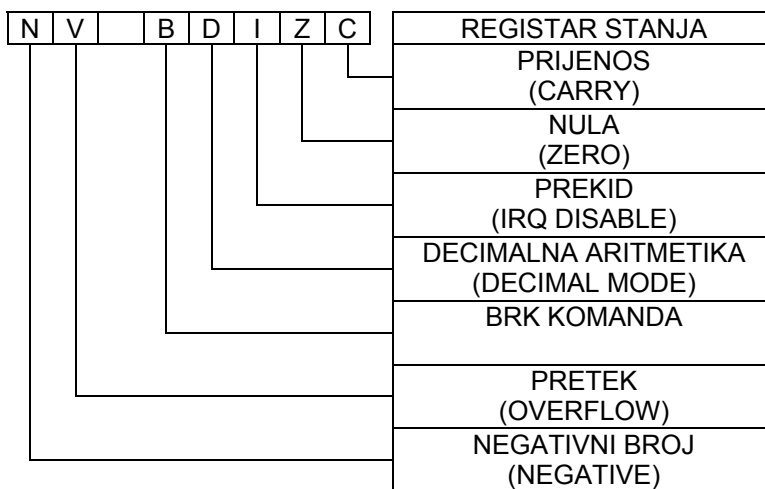 N V B D I Z C
REGISTAR STANJA
PRIJENOS
(CARRY)
NULA
(ZERO)
PREKID
(IRQ DISABLE)
DECIMALNA ARITMETIKA
(DECIMAL MODE)
BRK KOMANDA
PRETEK
(OVERFLOW)
NEGATIVNI BROJ
(NEGATIVE)